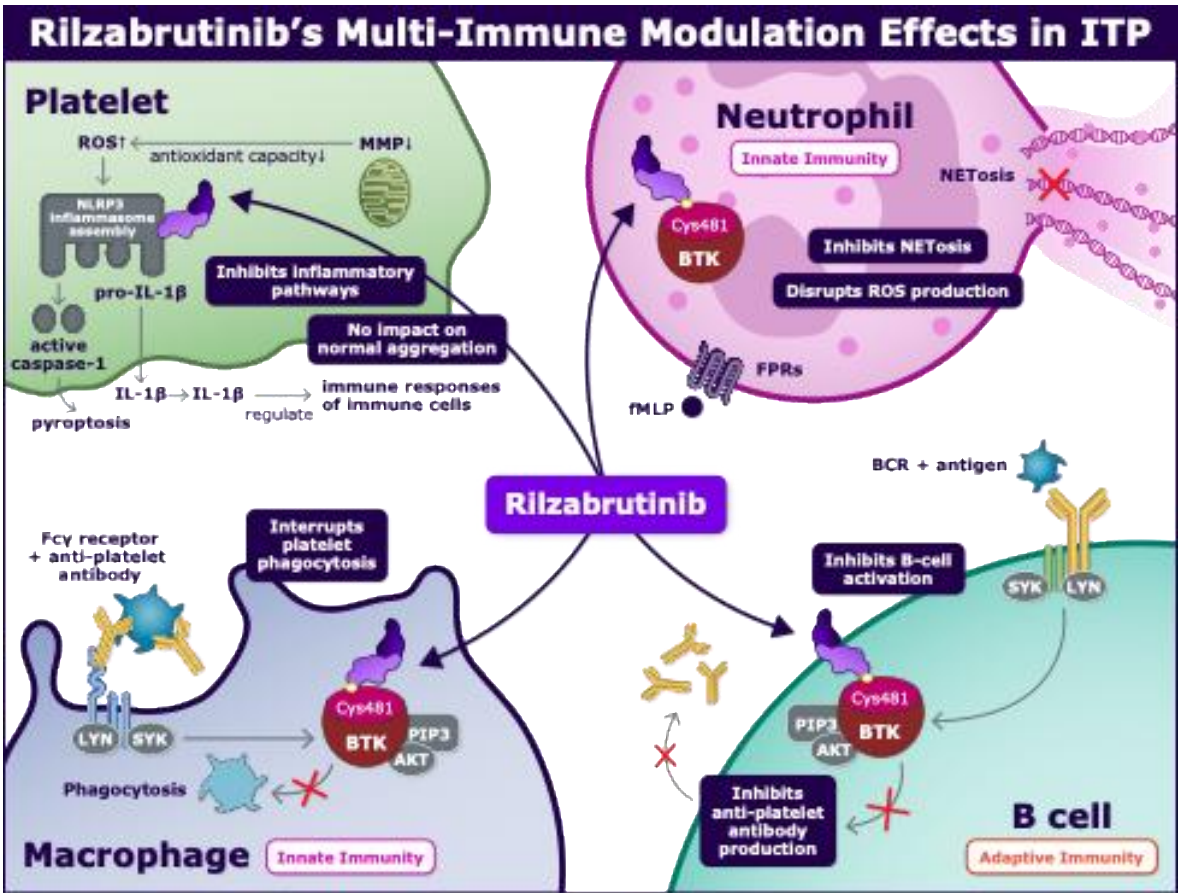 Rilzabrutinib's Multi-Immune Modulation Effects in ITP
Platelet
ROS↑
antioxidant capacity↓
MMP↓
NLRP3
inflammasome
assembly
pro-IL-1β
active
caspase-1
pyroptosis
IL-1β
IL-1β
regulate
immune responses
of immune cells
Inhibits inflammatory
pathways
No impact on
normal aggregation
Neutrophil
Innate Immunity
NETosis
Cys481
BTK
Inhibits NETosis
Disrupts ROS production
FPRs
fMLP
Rilzabrutinib
Fcγ receptor
+ anti-platelet
antibody
Interrupts
platelet
phagocytosis
LYN
SYK
Cys481
BTK
PIP3
AKT
Phagocytosis
Macrophage
Innate Immunity
BCR + antigen
Inhibits B-cell
activation
SYK
LYN
Cys481
BTK
PIP3
AKT
Inhibits
anti-platelet
antibody
production
B cell
Adaptive Immunity